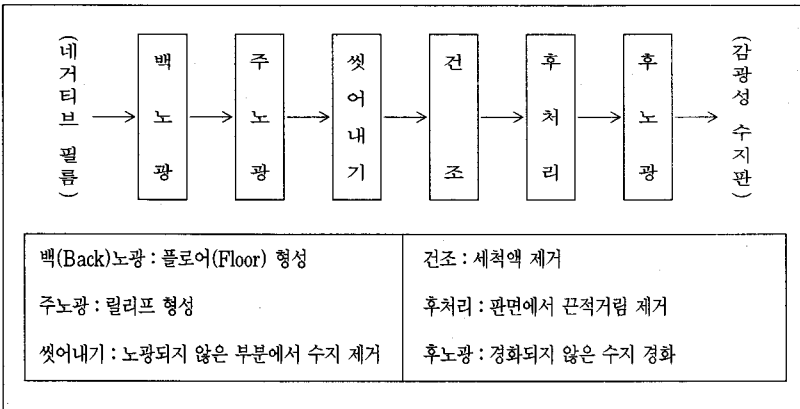 (네거티브 필름)
백노광
주노광
씻어내기
건조
후처리
후노광
(감광성 수지판)
백(Back)노광 : 플로어(Floor) 형성
주노광 : 릴리프 형성
씻어내기 : 노광되지 않은 부분에서 수지 제거
건조 : 세척액 제거
후처리 : 판면에서 끈적거림 제거
후노광 : 경화되지 않은 수지 경화